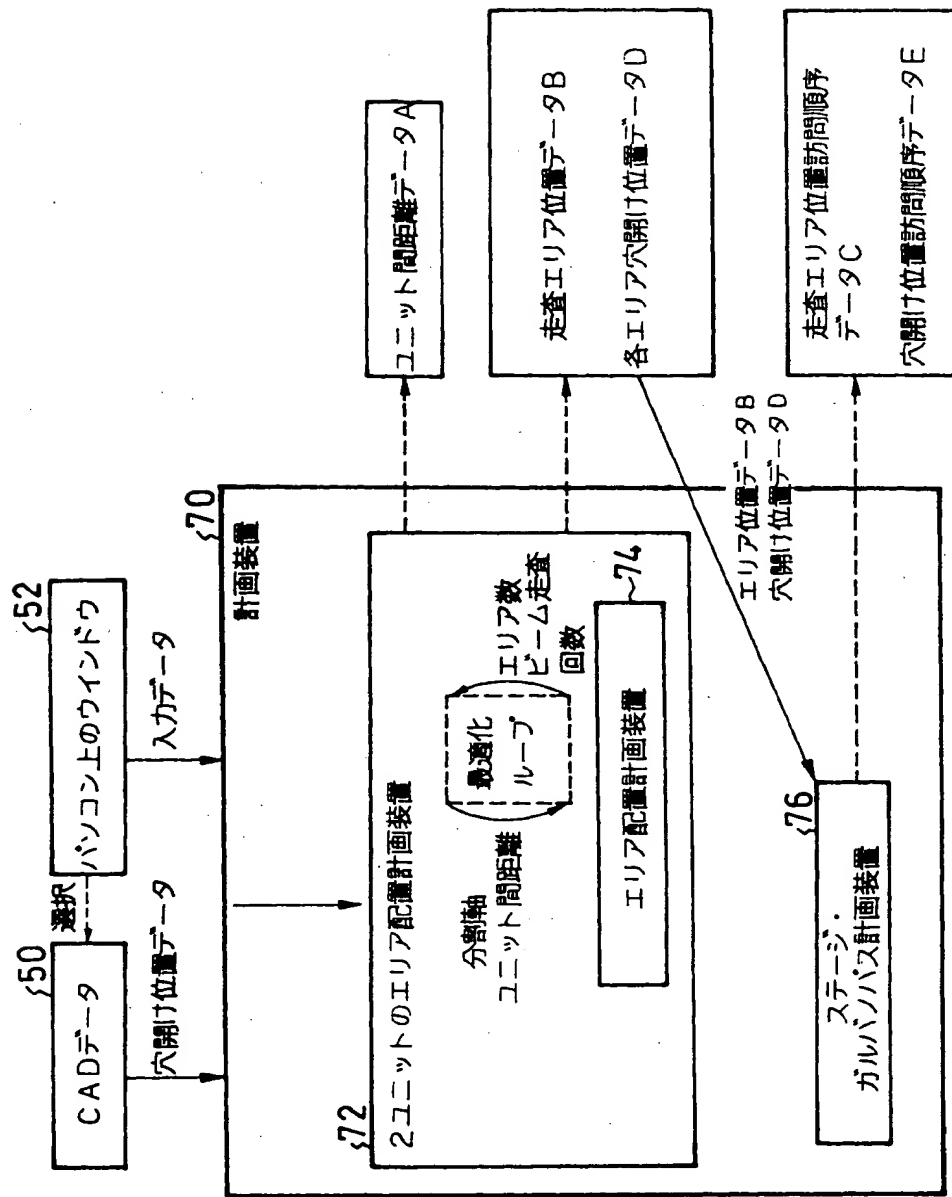 50
CADデータ
選択
52
パソコン上のウインドウ
穴開け位置データ
入力データ
70
計画装置
72
2ユニットのエリア配置計画装置
分割軸
ユニット間距離
最適化
ループ
エリア数
ビーム走査
回数
74
エリア配置計画装置
76
ステージ・
ガルバノパス計画装置
ユニット間距離データA
走査エリア位置データB
各エリア穴開け位置データD
エリア位置データB
穴開け位置データD
走査エリア位置訪問順序
データC
穴開け位置訪問順序データE